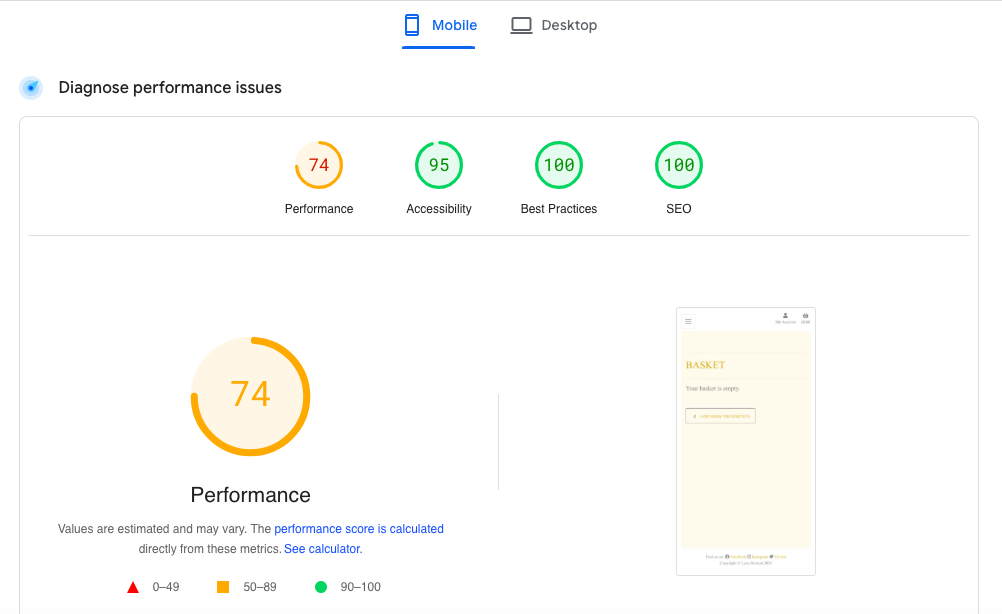 Mobile
Desktop
Diagnose performance issues
74
95
100
100
Performance
Accessibility
Best Practices
SEO
74
Performance
Values are estimated and may vary. The performance score is calculated
directly from these metrics. See calculator.
0–49
50–89
90–100
My Account
BASKET
Your basket is empty.